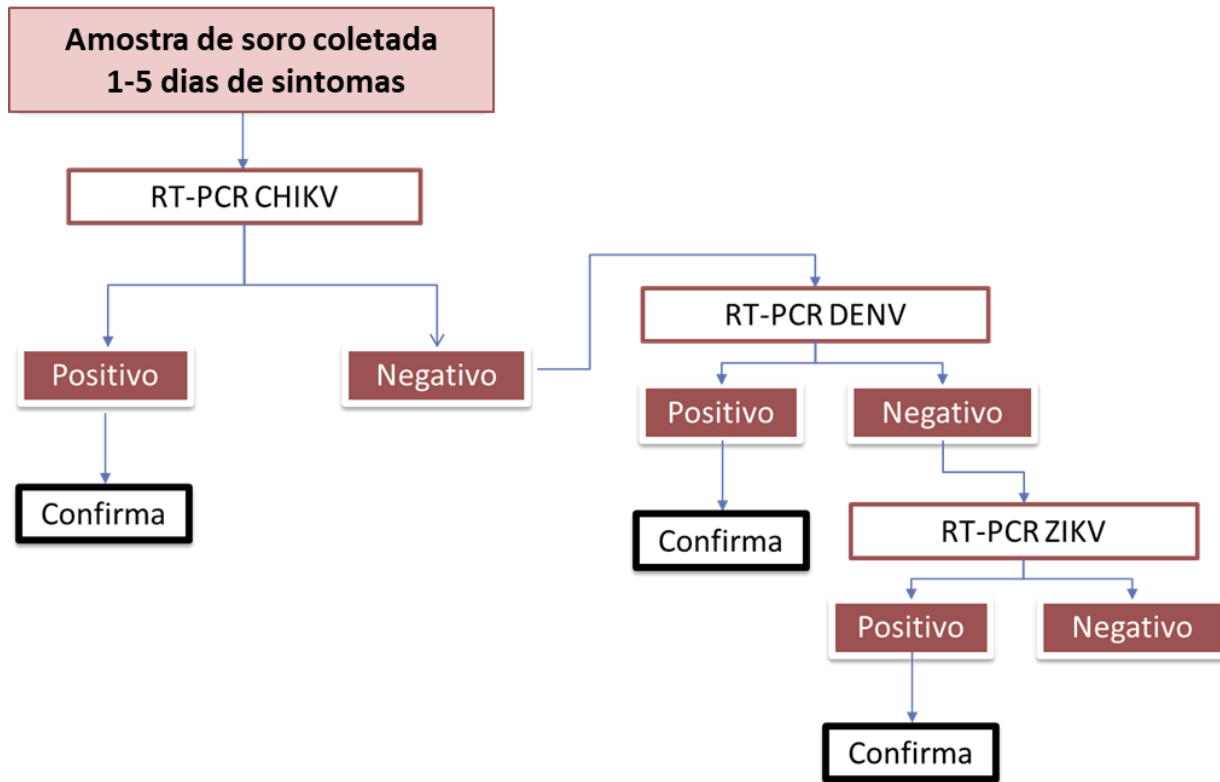 Amostra de soro coletada
1-5 dias de sintomas
RT-PCR CHIKV
Positivo
Negativo
Confirma
RT-PCR DENV
Positivo
Negativo
Confirma
RT-PCR ZIKV
Positivo
Negativo
Confirma